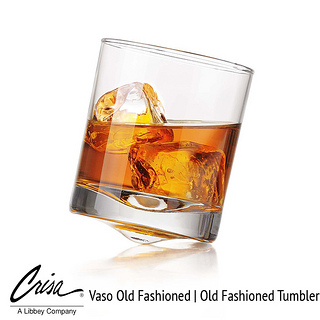 Crisa®
A Libbey Company
Vaso Old Fashioned | Old Fashioned Tumbler